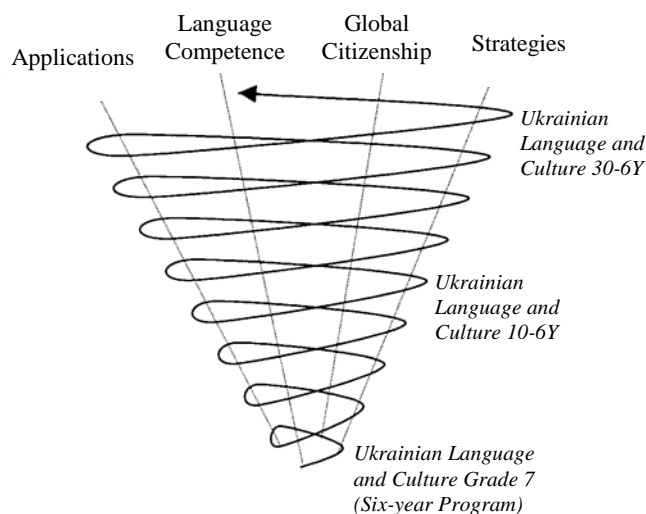 Applications
Language
Competence
Global
Citizenship
Strategies
Ukrainian
Language and
Culture 30-6Y
Ukrainian
Language and
Culture 10-6Y
Ukrainian Language
and Culture Grade 7
(Six-year Program)